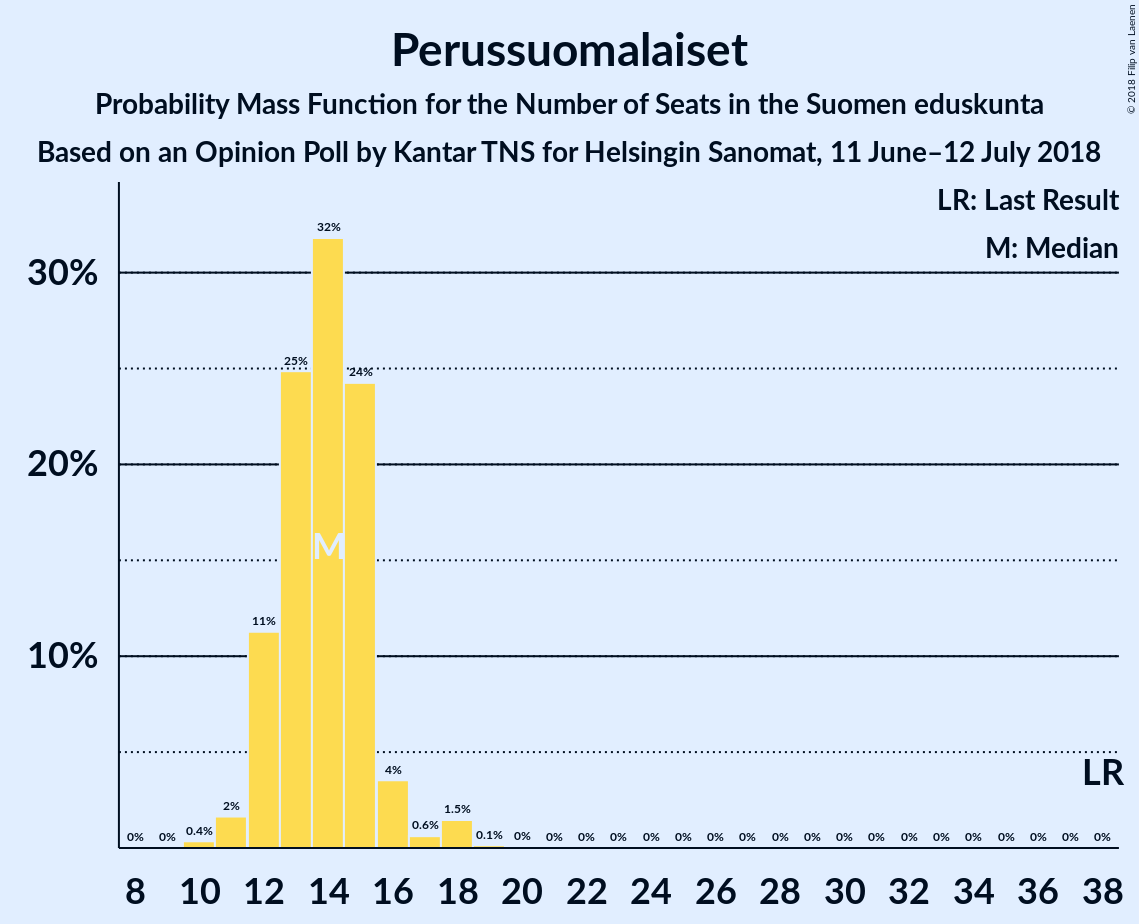 Perussuomalaiset
Probability Mass Function for the Number of Seats in the Suomen eduskunta
Based on an Opinion Poll by Kantar TNS for Helsingin Sanomat, 11 June–12 July 2018
© 2018 Filip van Laenen
LR: Last Result
M: Median
30%
20%
10%
0% 0% 0.4% 2% 11% 25% 32% 24% 4% 0.6% 1.5% 0.1% 0% 0% 0% 0% 0% 0% 0% 0% 0% 0% 0% 0% 0% 0% 0% 0% 0% 0% 0%
M
LR
8 10 12 14 16 18 20 22 24 26 28 30 32 34 36 38